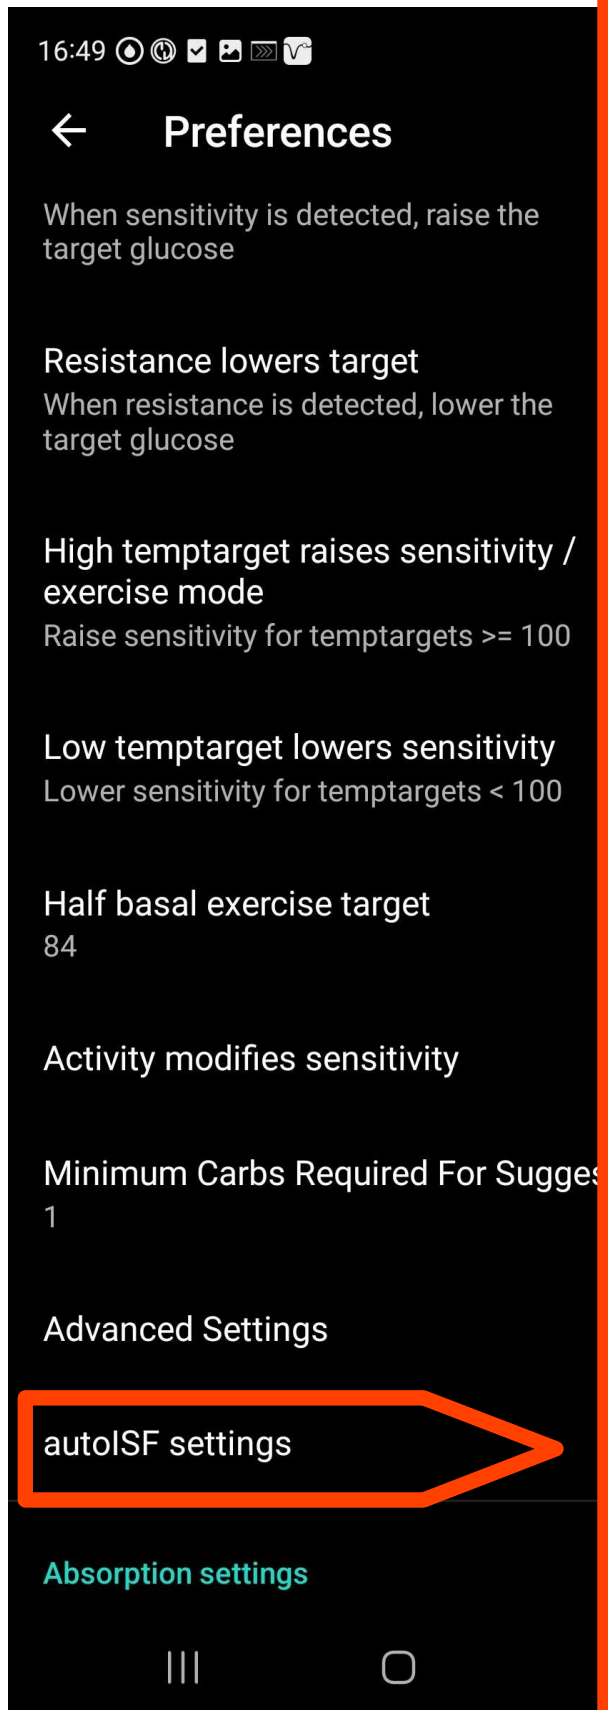 16:49
Preferences
When sensitivity is detected, raise the
target glucose
Resistance lowers target
When resistance is detected, lower the
target glucose
High temptarget raises sensitivity /
exercise mode
Raise sensitivity for temptargets >= 100
Low temptarget lowers sensitivity
Lower sensitivity for temptargets < 100
Half basal exercise target
84
Activity modifies sensitivity
Minimum Carbs Required For Sugges
1
Advanced Settings
autoISF settings
Absorption settings